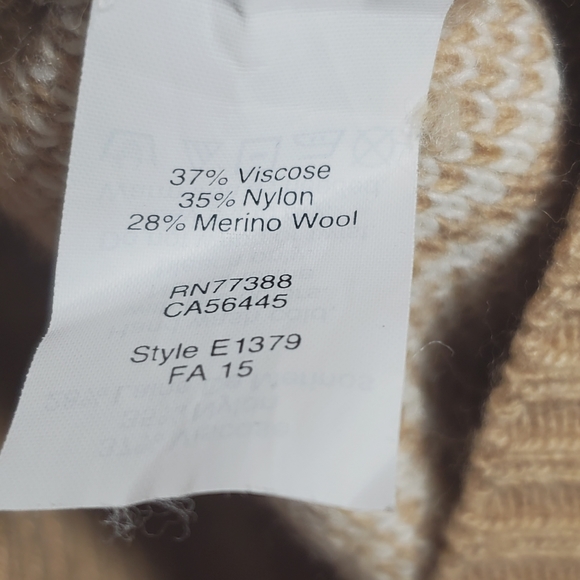 37% Viscose
35% Nylon
28% Merino Wool
RN77388
CA56445
Style E1379
FA 15